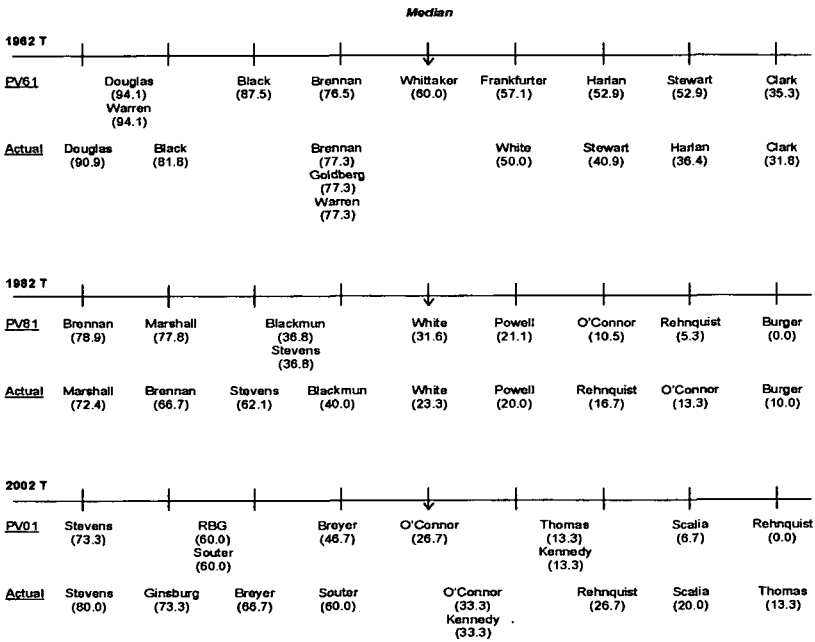 Median
1962 T
PV61 Douglas Black Brennan Whittaker Frankfurter Harlan Stewart Clark
(94.1) (87.5) (76.5) (60.0) (57.1) (52.9) (52.9) (35.3)
Warren
(94.1)
Actual Douglas Black Brennan White Stewart Harlan Clark
(90.9) (81.8) (77.3) (50.0) (40.9) (36.4) (31.8)
Goldberg
(77.3)
Warren
(77.3)
1982 T
PV81 Brennan Marshall Blackmun White Powell O'Connor Rehnquist Burger
(78.9) (77.8) (36.8) (31.6) (21.1) (10.5) (5.3) (0.0)
Stevens
(36.8)
Actual Marshall Brennan Stevens Blackmun White Powell Rehnquist O'Connor Burger
(72.4) (66.7) (62.1) (40.0) (23.3) (20.0) (16.7) (13.3) (10.0)
2002 T
PV01 Stevens RBG Breyer O'Connor Thomas Scalia Rehnquist
(73.3) (60.0) (46.7) (26.7) (13.3) (6.7) (0.0)
Souter Kennedy
(60.0) (13.3)
Actual Stevens Ginsburg Breyer Souter O'Connor Rehnquist Scalia Thomas
(80.0) (73.3) (66.7) (60.0) (33.3) (26.7) (20.0) (13.3)
Kennedy
(33.3)